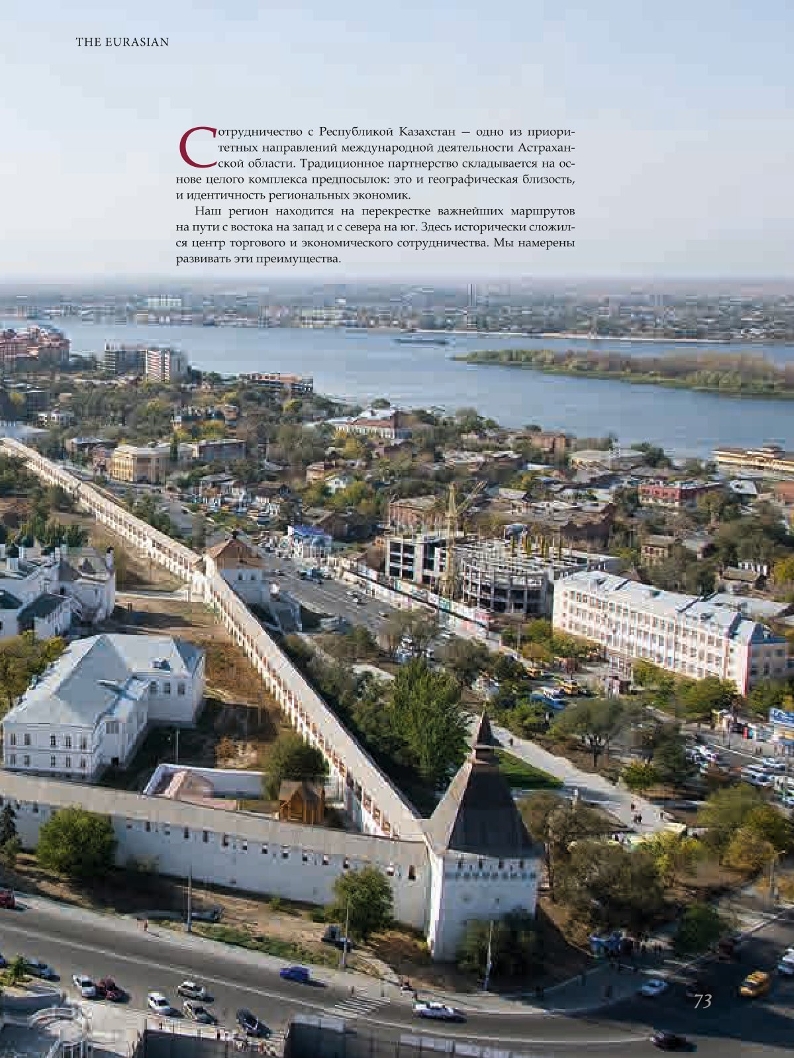 THE EURASIAN
Сотрудничество с Республикой Казахстан — одно из приори-
тетных направлений международной деятельности Астрахан-
ской области. Традиционное партнерство складывается на ос-
нове целого комплекса предпосылок: это и географическая близость,
и идентичность региональных экономик.
Наш регион находится на перекрестке важнейших маршрутов
на пути с востока на запад и с севера на юг. Здесь исторически сложил-
ся центр торгового и экономического сотрудничества. Мы намерены
развивать эти преимущества.
73